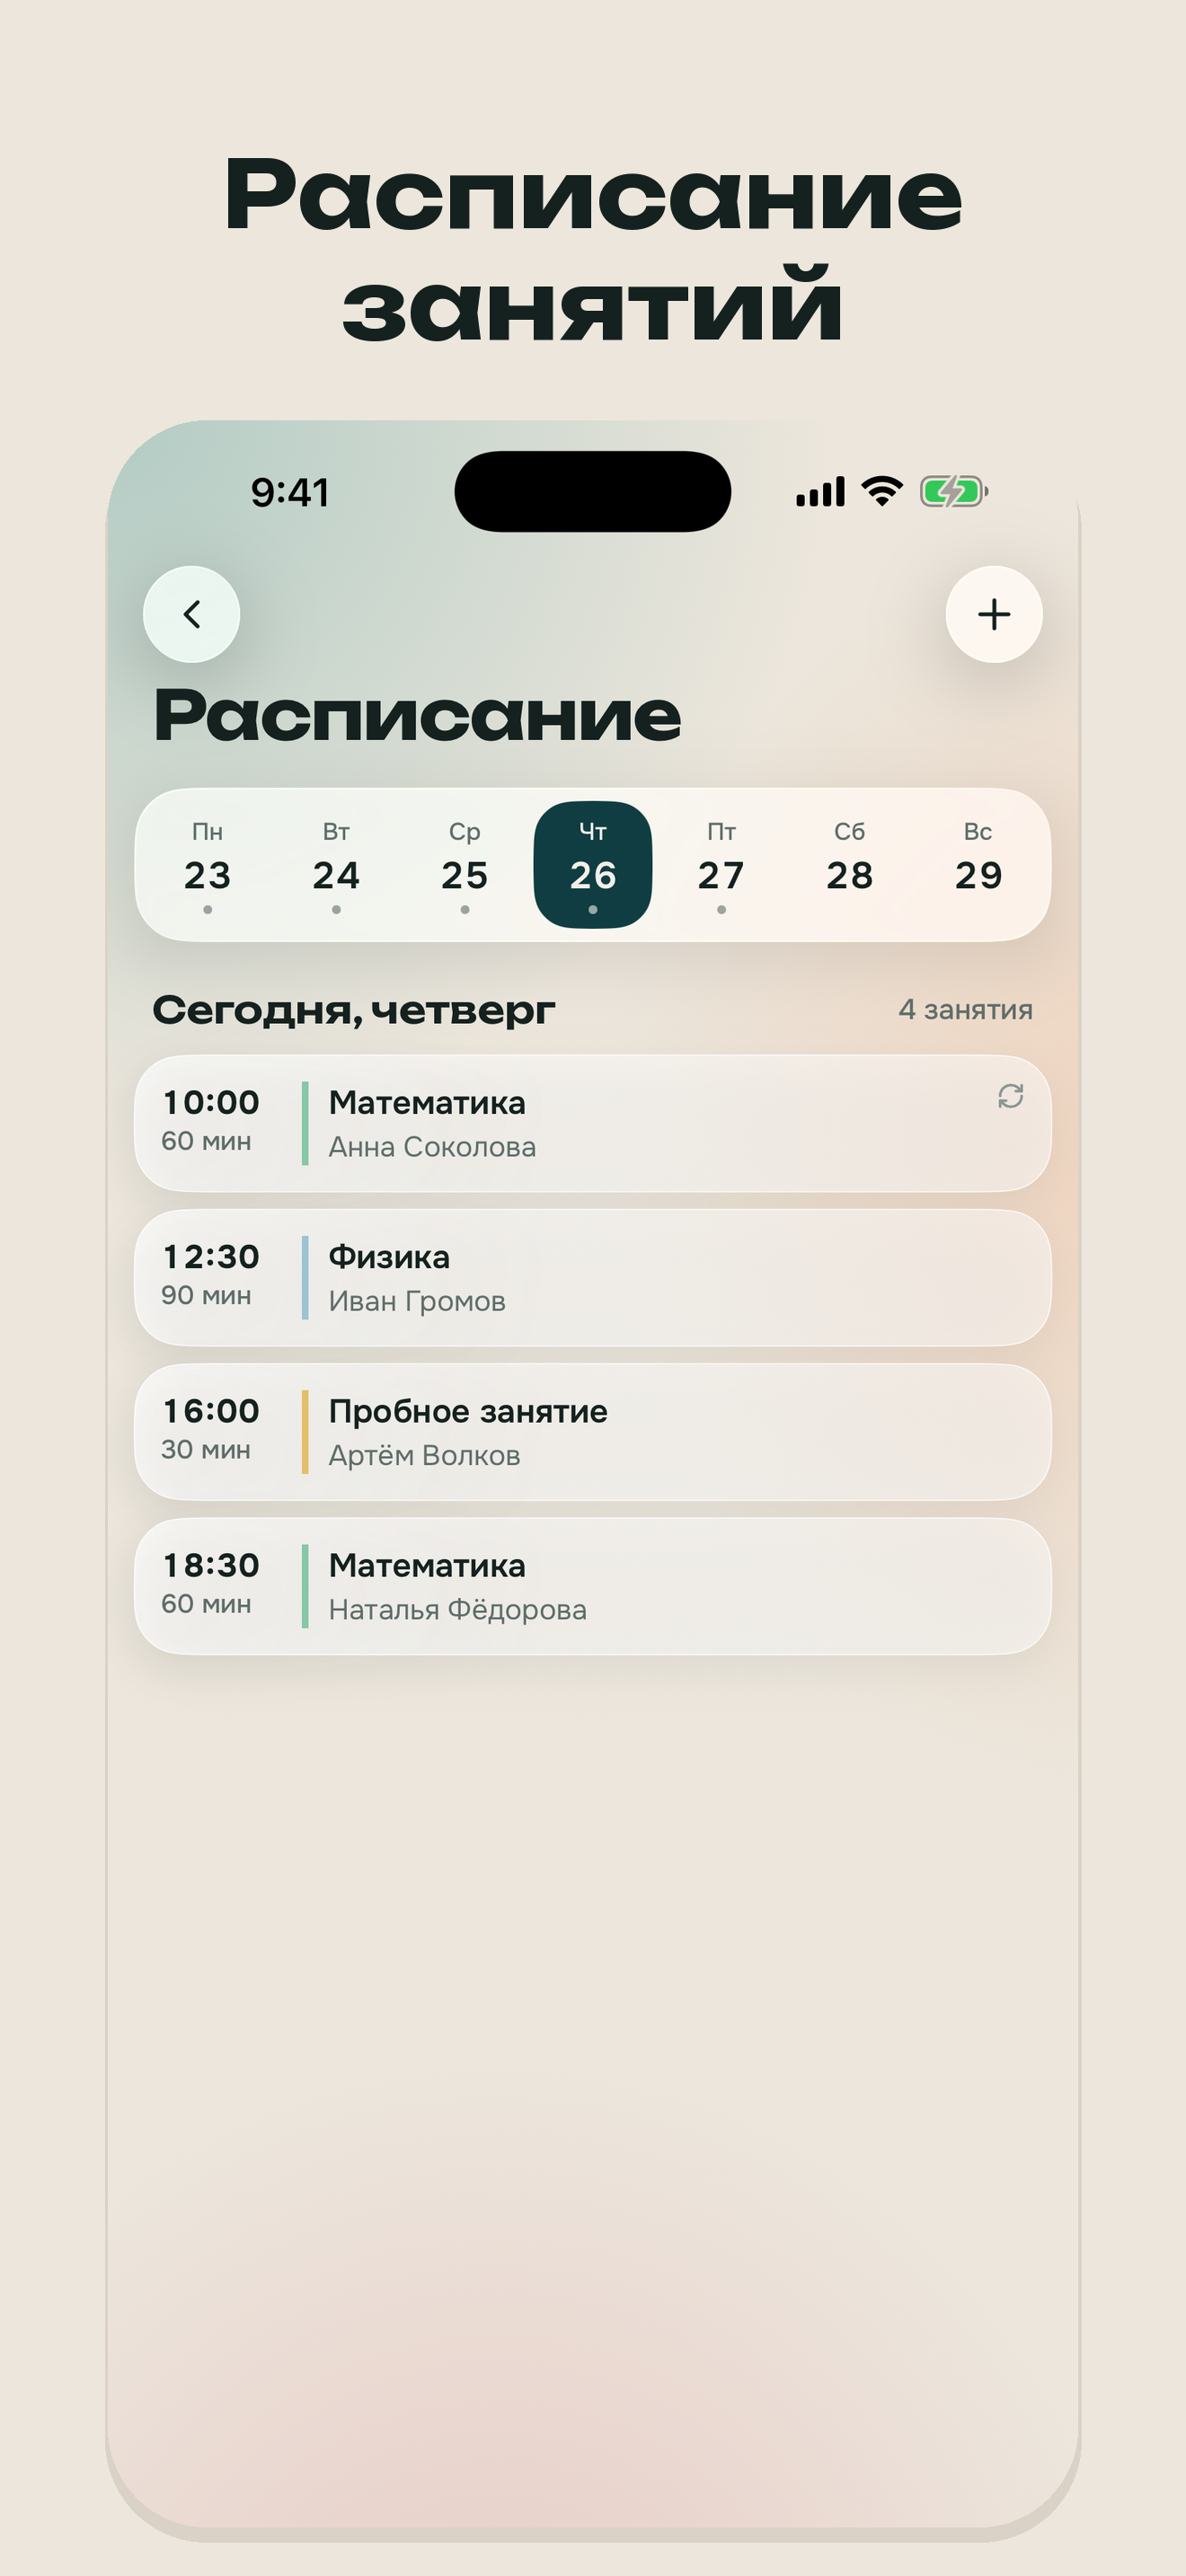 Расписание
занятий
9:41
Расписание
Пн Вт Ср Чт Пт Сб Вс
23 24 25 26 27 28 29
Сегодня, четверг 4 занятия
10:00 Математика
60 мин Анна Соколова
12:30 Физика
90 мин Иван Громов
16:00 Пробное занятие
30 мин Артём Волков
18:30 Математика
60 мин Наталья Фёдорова